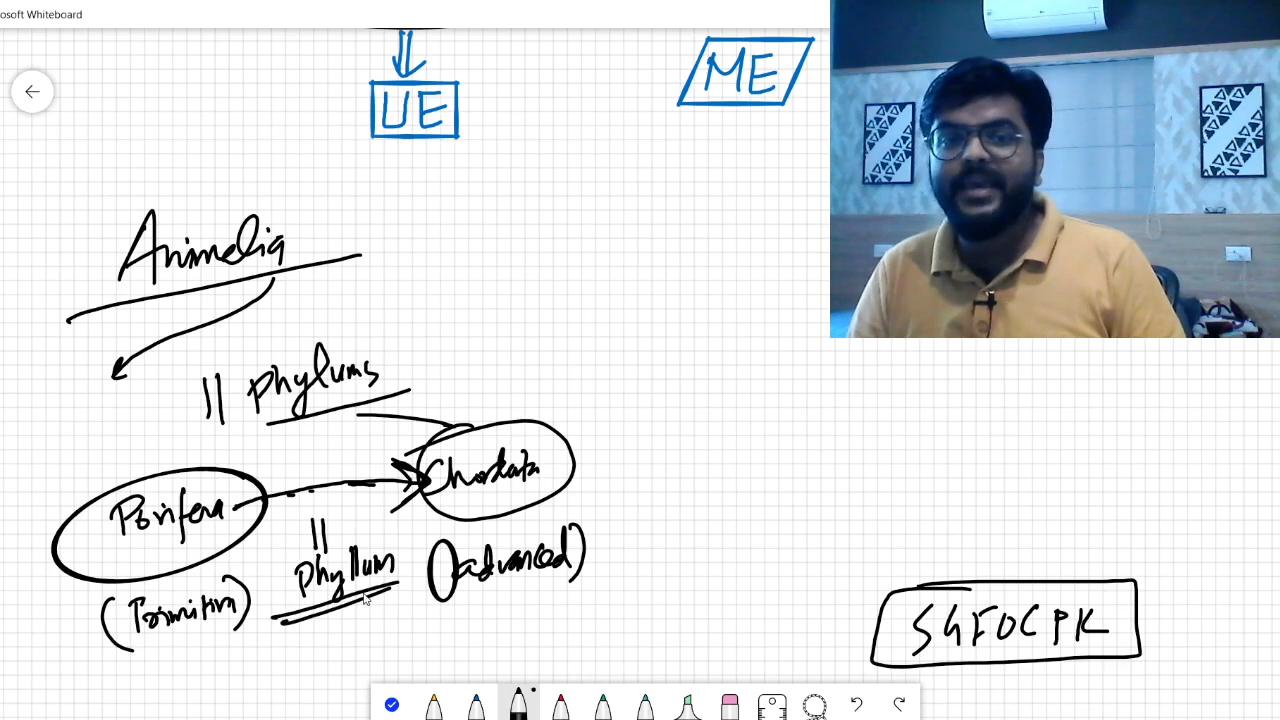 osoft Whiteboard
UE
ME
Animalia
11 Phylums
Porifera
Chordata
11
Phyllum
(Primitive)
(advanced)
SGFOCPK